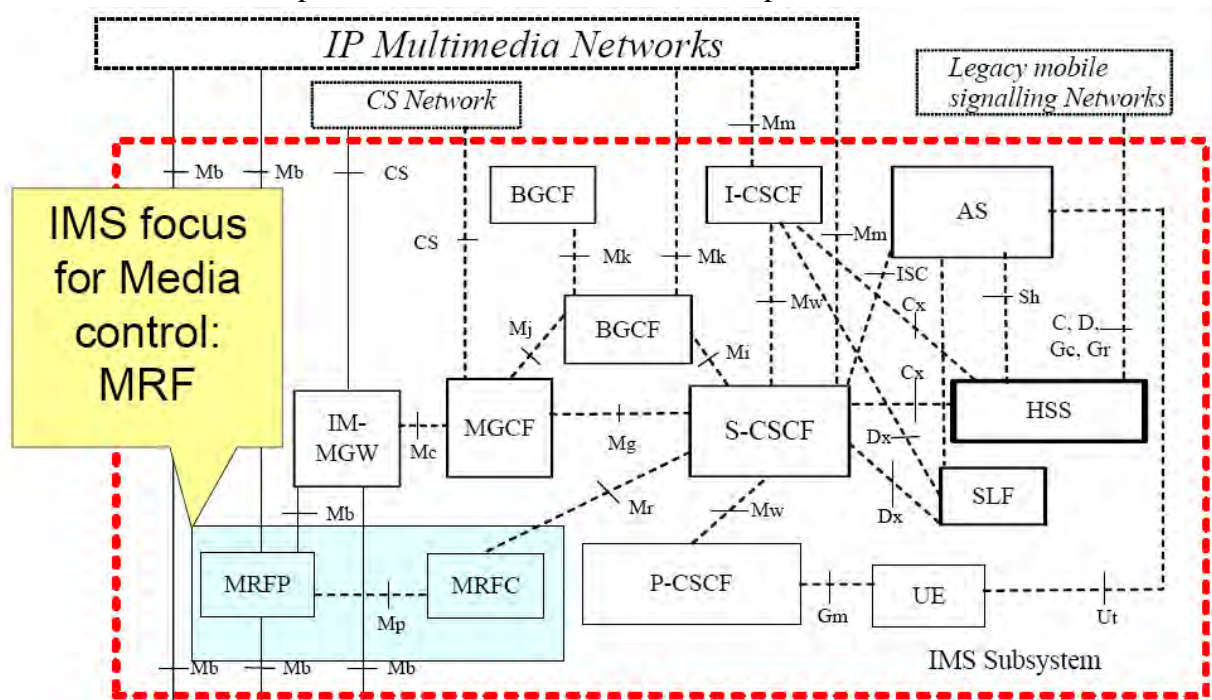 IP Multimedia Networks
CS Network
Legacy mobile
signalling Networks
Mm
Mb
Mb
CS
IMS focus
for Media
control:
MRF
BGCF
I-CSCF
AS
CS
Mk
Mk
Mm
ISC
Mw
Cx
Sh
C, D,
Gc, Gr
Mj
BGCF
Mi
Cx
HSS
IM-
MGW
Mc
MGCF
Mg
S-CSCF
Dx
SLF
Mb
Mr
Mw
Dx
MRFP
Mp
MRFC
P-CSCF
Gm
UE
Ut
Mb
Mb
Mb
IMS Subsystem